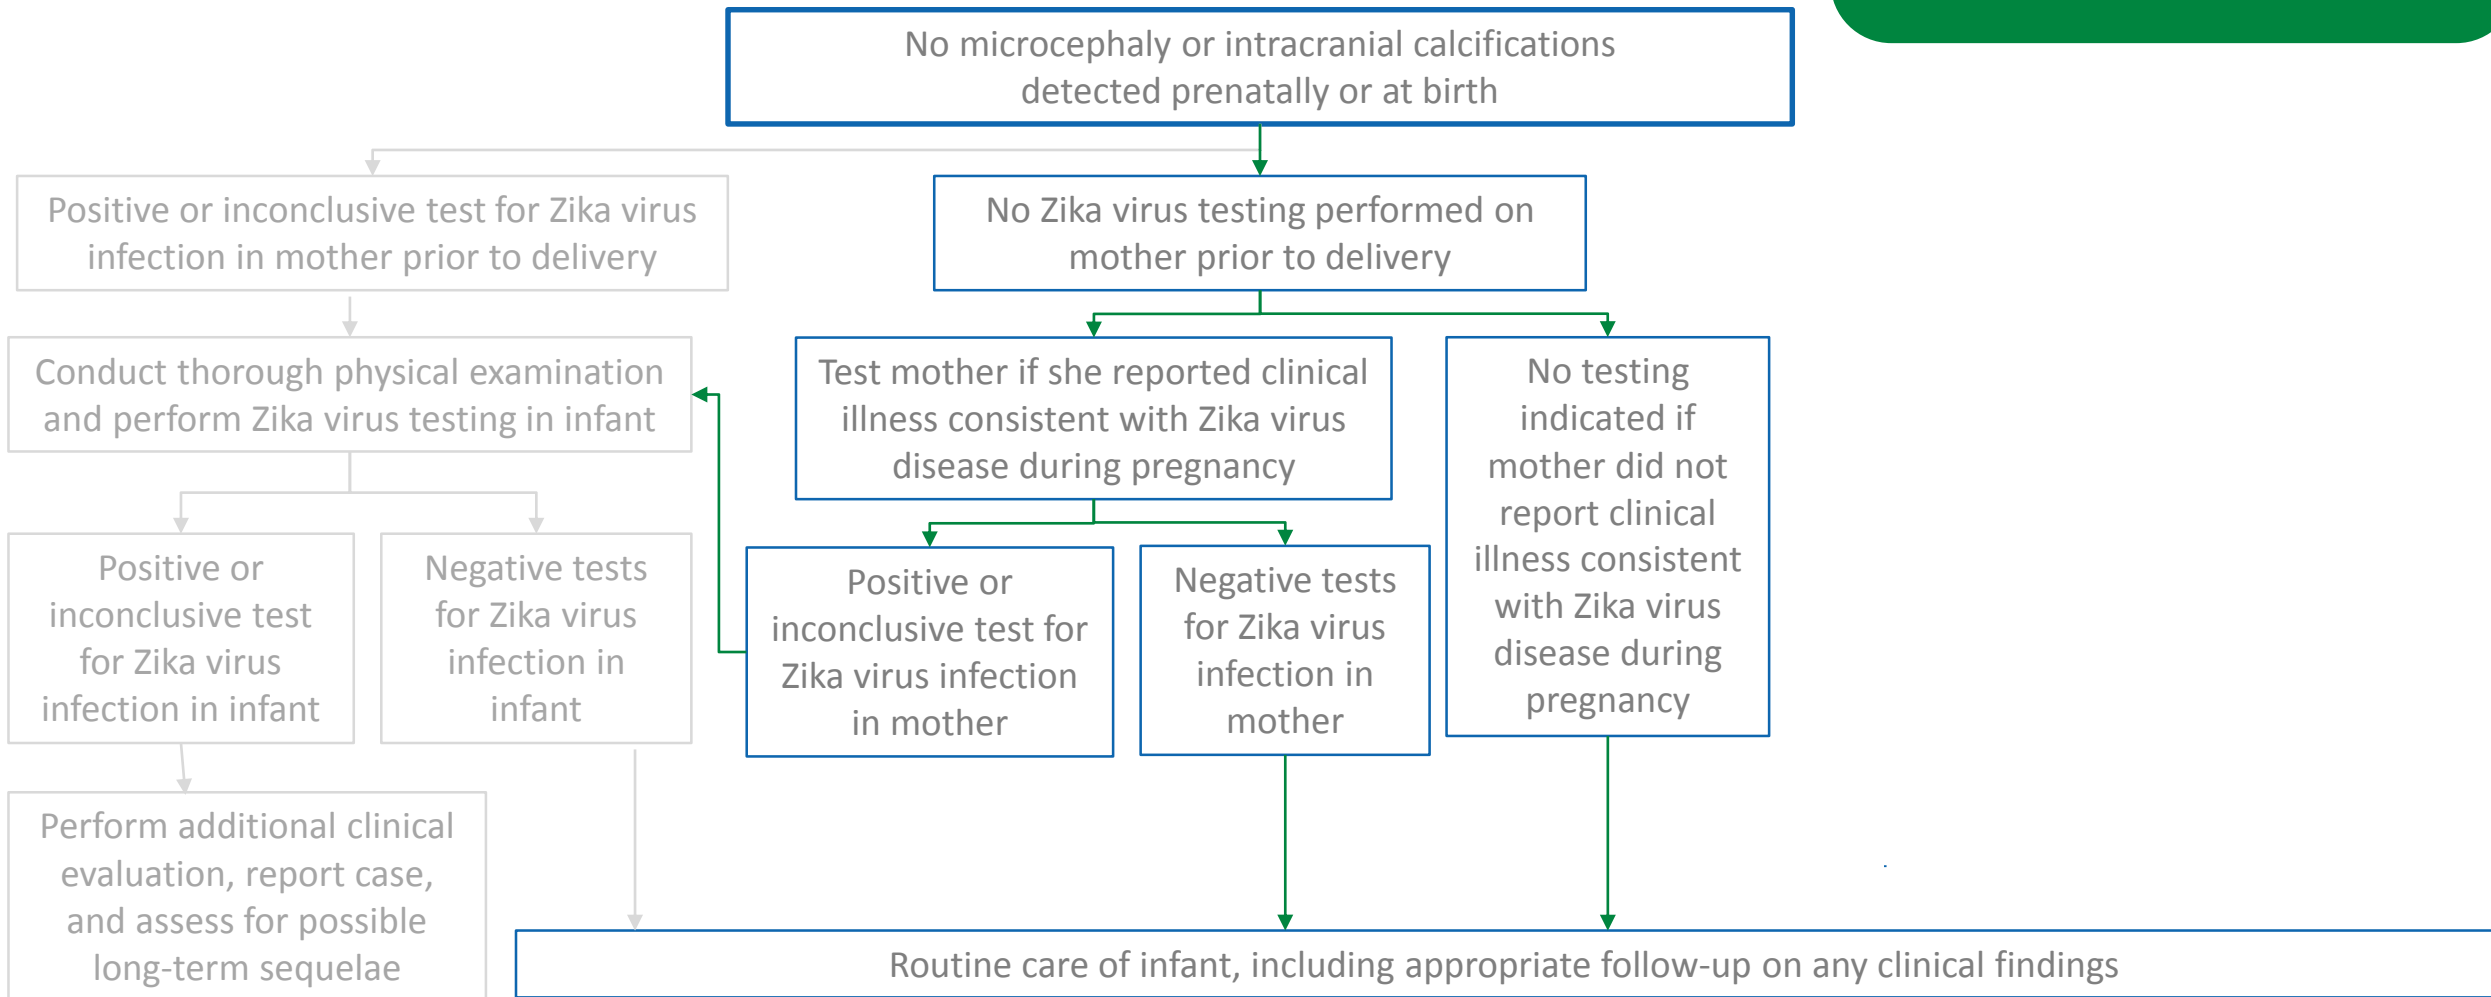 No microcephaly or intracranial calcifications
detected prenatally or at birth
Positive or inconclusive test for Zika virus
infection in mother prior to delivery
No Zika virus testing performed on
mother prior to delivery
Conduct thorough physical examination
and perform Zika virus testing in infant
Test mother if she reported clinical
illness consistent with Zika virus
disease during pregnancy
No testing
indicated if
mother did not
report clinical
illness consistent
with Zika virus
disease during
pregnancy
Positive or
inconclusive test
for Zika virus
infection in infant
Negative tests
for Zika virus
infection in
infant
Positive or
inconclusive test for
Zika virus infection
in mother
Negative tests
for Zika virus
infection in
mother
Perform additional clinical
evaluation, report case,
and assess for possible
long-term sequelae
Routine care of infant, including appropriate follow-up on any clinical findings